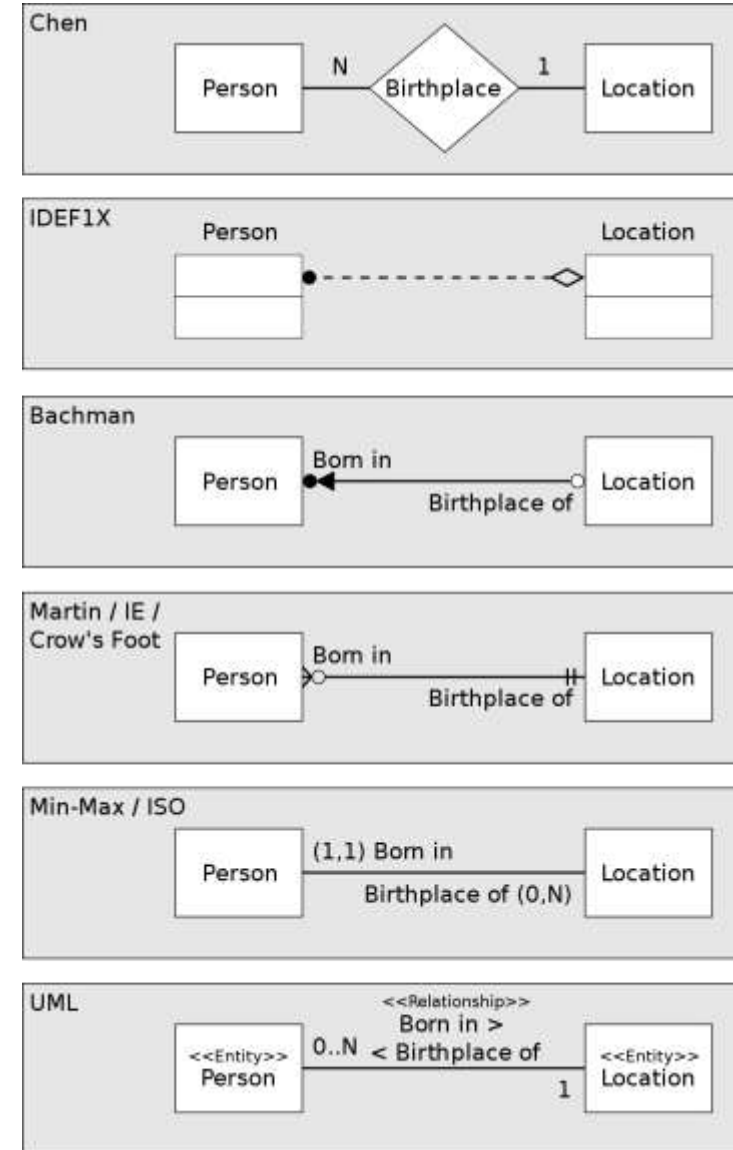 Chen
Person
N
Birthplace
1
Location
IDEF1X
Person
Location
Bachman
Person
Born in
Birthplace of
Location
Martin / IE /
Crow's Foot
Person
Born in
Birthplace of
Location
Min-Max / ISO
Person
(1,1) Born in
Birthplace of (0,N)
Location
UML
<<Entity>>
Person
0..N
<<Relationship>>
Born in >
< Birthplace of
1
<<Entity>>
Location